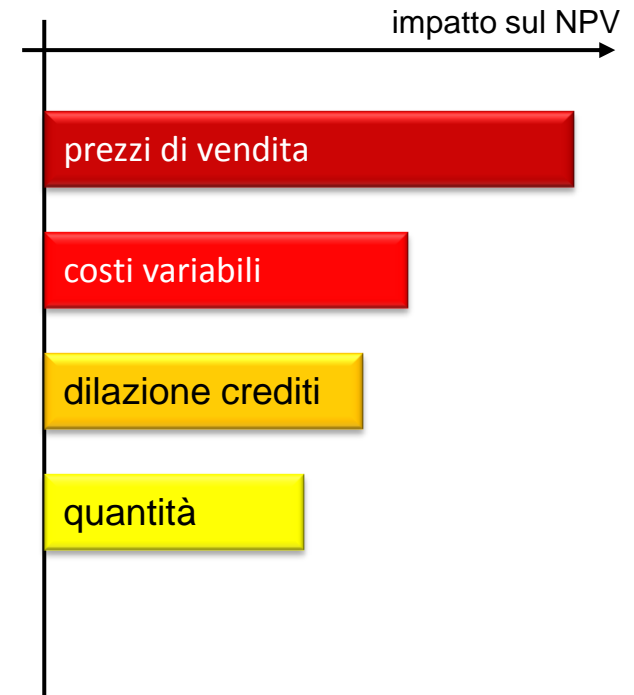 impatto sul NPV
prezzi di vendita
costi variabili
dilazione crediti
quantità